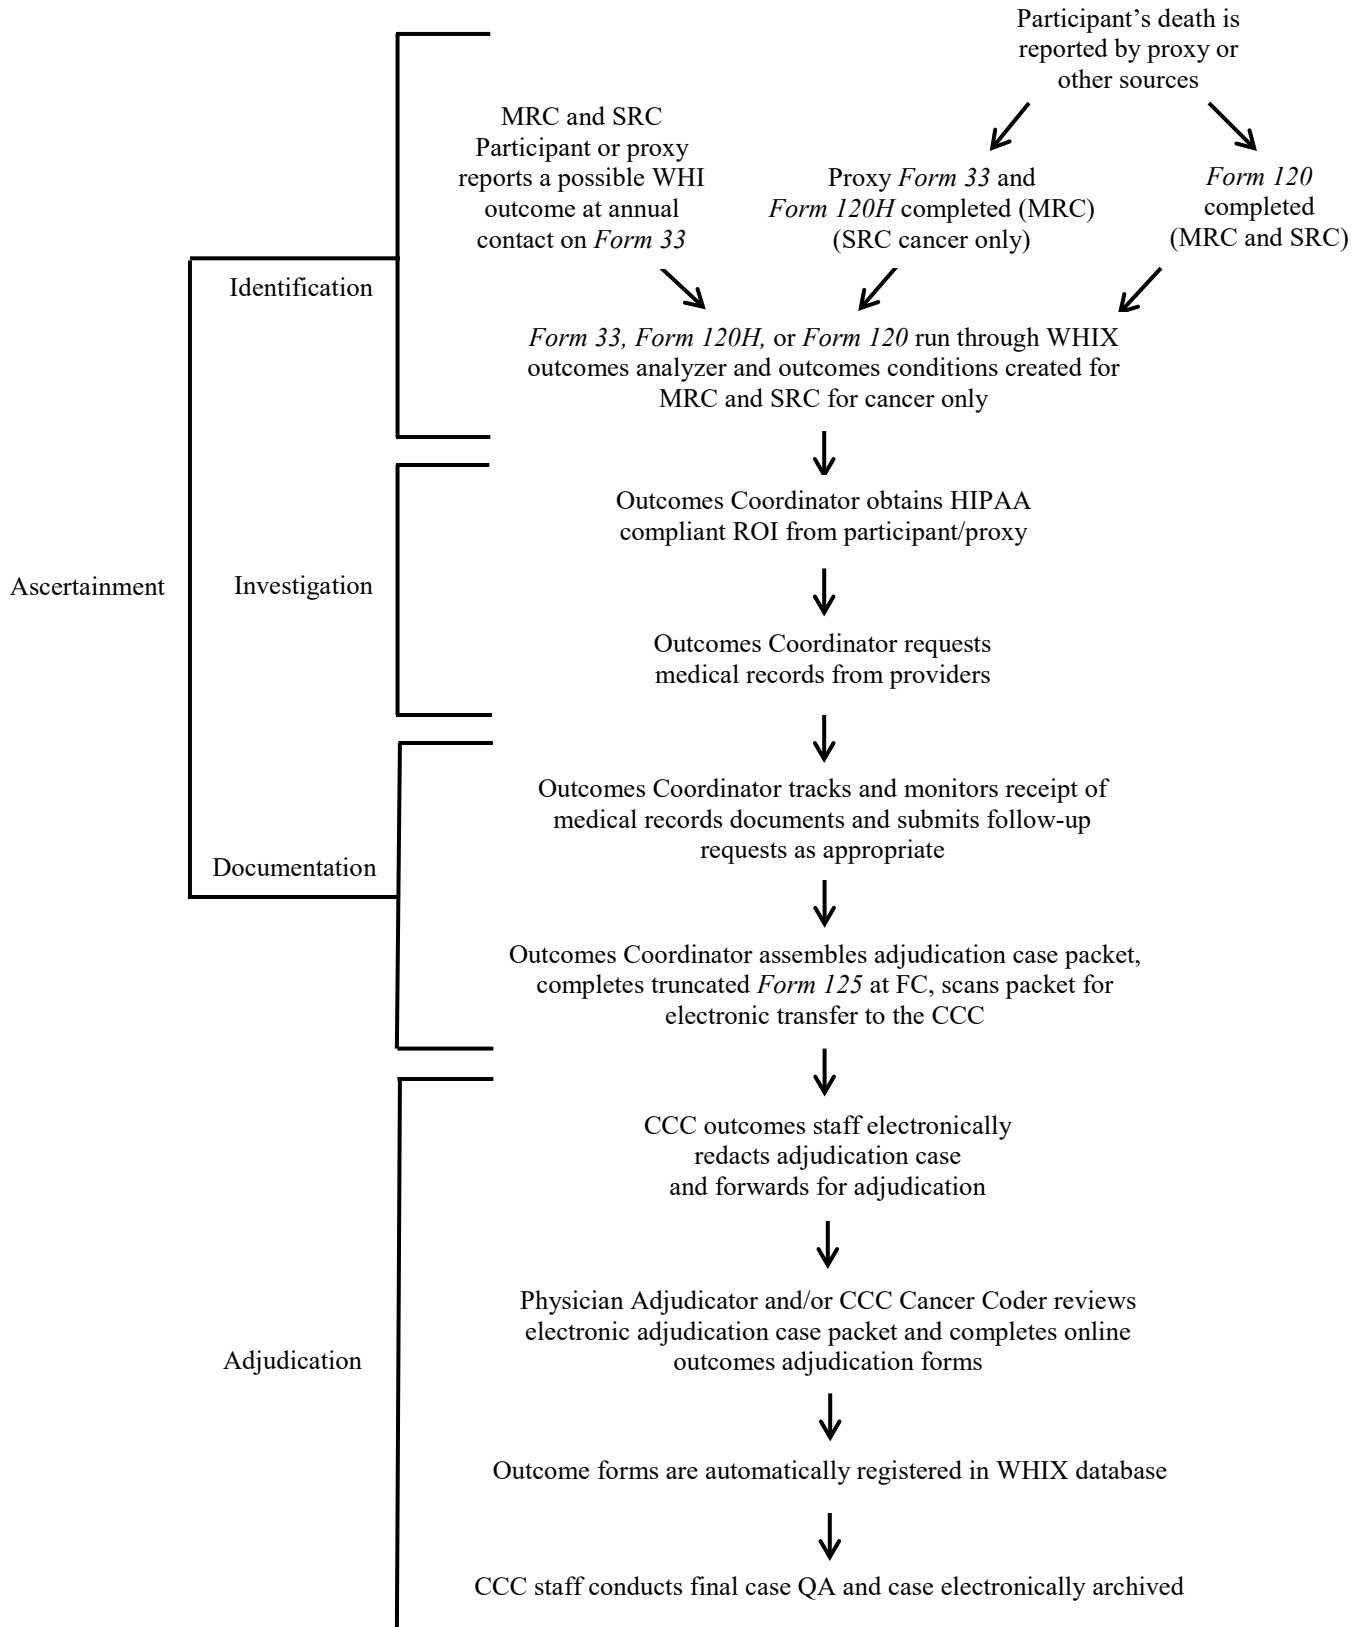 Participant’s death is
reported by proxy or
other sources
MRC and SRC
Participant or proxy
reports a possible WHI
outcome at annual
contact on Form 33
Proxy Form 33 and
Form 120H completed (MRC)
(SRC cancer only)
Form 120
completed
(MRC and SRC)
Identification
Form 33, Form 120H, or Form 120 run through WHIX
outcomes analyzer and outcomes conditions created for
MRC and SRC for cancer only
Outcomes Coordinator obtains HIPAA
compliant ROI from participant/proxy
Ascertainment
Investigation
Outcomes Coordinator requests
medical records from providers
Outcomes Coordinator tracks and monitors receipt of
medical records documents and submits follow-up
requests as appropriate
Documentation
Outcomes Coordinator assembles adjudication case packet,
completes truncated Form 125 at FC, scans packet for
electronic transfer to the CCC
CCC outcomes staff electronically
redacts adjudication case
and forwards for adjudication
Physician Adjudicator and/or CCC Cancer Coder reviews
electronic adjudication case packet and completes online
outcomes adjudication forms
Adjudication
Outcome forms are automatically registered in WHIX database
CCC staff conducts final case QA and case electronically archived